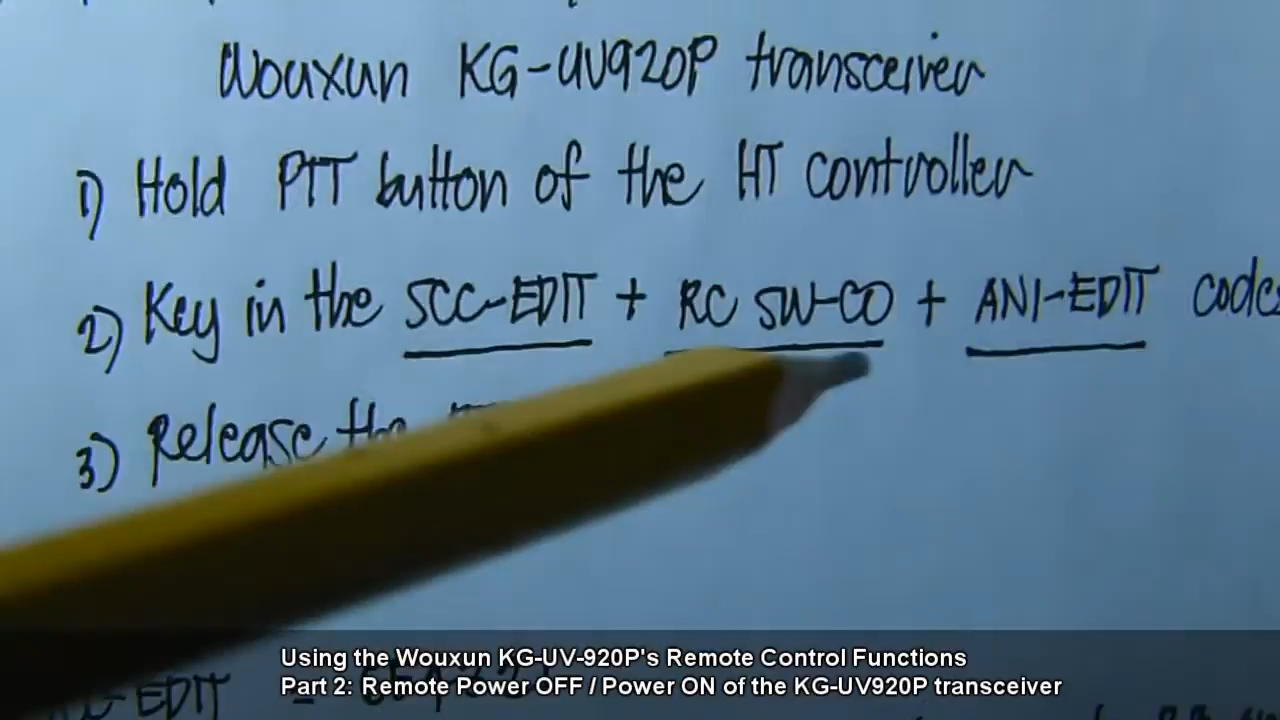 Wouxun KG-UV920P transceiver
1) Hold PTT button of the HT controller
2) Key in the SCC-EDIT + RC SW-CO + ANI-EDIT code
3) Release the
Using the Wouxun KG-UV-920P's Remote Control Functions
Part 2: Remote Power OFF / Power ON of the KG-UV920P transceiver